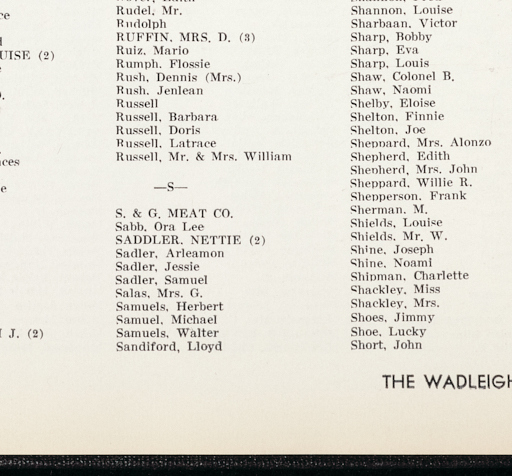 ce
UISE (2)
ces
e
J. (2)
Rudel, Mr.
Rudolph
RUFFIN, MRS. D. (3)
Ruiz. Mario
Rumph. Flossie
Rush, Dennis (Mrs.)
Rush. Jenlean
Russell
Russell, Barbara
Russell, Doris
Russell, Latrace
Russell, Mr. & Mrs. William
—S—
S. & G. MEAT CO.
Sabb, Ora Lee
SADDLER, NETTIE (2)
Sadler, Arleamon
Sadler, Jessie
Sadler, Samuel
Salas, Mrs. G.
Samuels, Herbert
Samuel, Michael
Samuels, Walter
Sandiford, Lloyd
Shannon, Louise
Sharbaan, Victor
Sharp, Bobby
Sharp, Eva
Sharp, Louis
Shaw, Colonel B.
Shaw, Naomi
Shelby, Eloise
Shelton, Finnie
Shelton, Joe
Sheppard, Mrs. Alonzo
Shepherd, Edith
Shepherd, Mrs. John
Sheppard, Willie R.
Shepperson, Frank
Sherman. M.
Shields, Louise
Shields. Mr. W.
Shine, Joseph
Shine, Noami
Shipman, Charlette
Shackley, Miss
Shackley, Mrs.
Shoes, Jimmy
Shoe, Lucky
Short, John
THE WADLEIGH